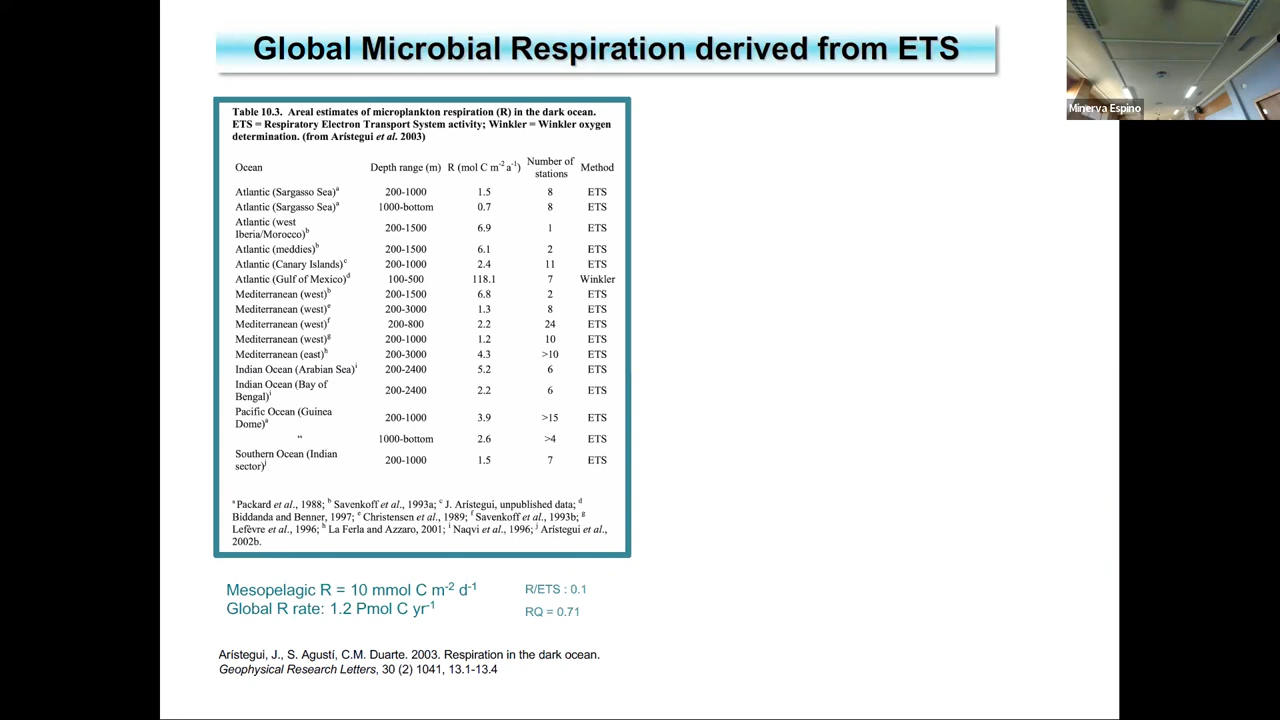 Global Microbial Respiration derived from ETS
Minerva Espino
Table 10.3. Areal estimates of microplankton respiration (R) in the dark ocean.
ETS = Respiratory Electron Transport System activity; Winkler = Winkler oxygen
determination. (from Arístegui et al. 2003)
Ocean Depth range (m) R (mol C m-2 a-1) Number of stations Method
Atlantic (Sargasso Sea)a 200-1000 1.5 8 ETS
Atlantic (Sargasso Sea)a 1000-bottom 0.7 8 ETS
Atlantic (west
Iberia/Morocco)b 200-1500 6.9 1 ETS
Atlantic (meddies)b 200-1500 6.1 2 ETS
Atlantic (Canary Islands)c 200-1000 2.4 11 ETS
Atlantic (Gulf of Mexico)d 100-500 118.1 7 Winkler
Mediterranean (west)b 200-1500 6.8 2 ETS
Mediterranean (west)e 200-3000 1.3 8 ETS
Mediterranean (west)f 200-800 2.2 24 ETS
Mediterranean (west)g 200-1000 1.2 10 ETS
Mediterranean (east)h 200-3000 4.3 >10 ETS
Indian Ocean (Arabian Sea)i 200-2400 5.2 6 ETS
Indian Ocean (Bay of
Bengal)i 200-2400 2.2 6 ETS
Pacific Ocean (Guinea
Dome)a 200-1000 3.9 >15 ETS
“ 1000-bottom 2.6 >4 ETS
Southern Ocean (Indian
sector)j 200-1000 1.5 7 ETS
a Packard et al., 1988; b Savenkoff et al., 1993a; c J. Arístegui, unpublished data; d
Biddanda and Benner, 1997; e Christensen et al., 1989; f Savenkoff et al., 1993b; g
Lefèvre et al., 1996; h La Ferla and Azzaro, 2001; i Naqvi et al., 1996; j Arístegui et al.,
2002b.
Mesopelagic R = 10 mmol C m-2 d-1
Global R rate: 1.2 Pmol C yr-1
R/ETS : 0.1
RQ = 0.71
Arístegui, J., S. Agustí, C.M. Duarte. 2003. Respiration in the dark ocean.
Geophysical Research Letters, 30 (2) 1041, 13.1-13.4